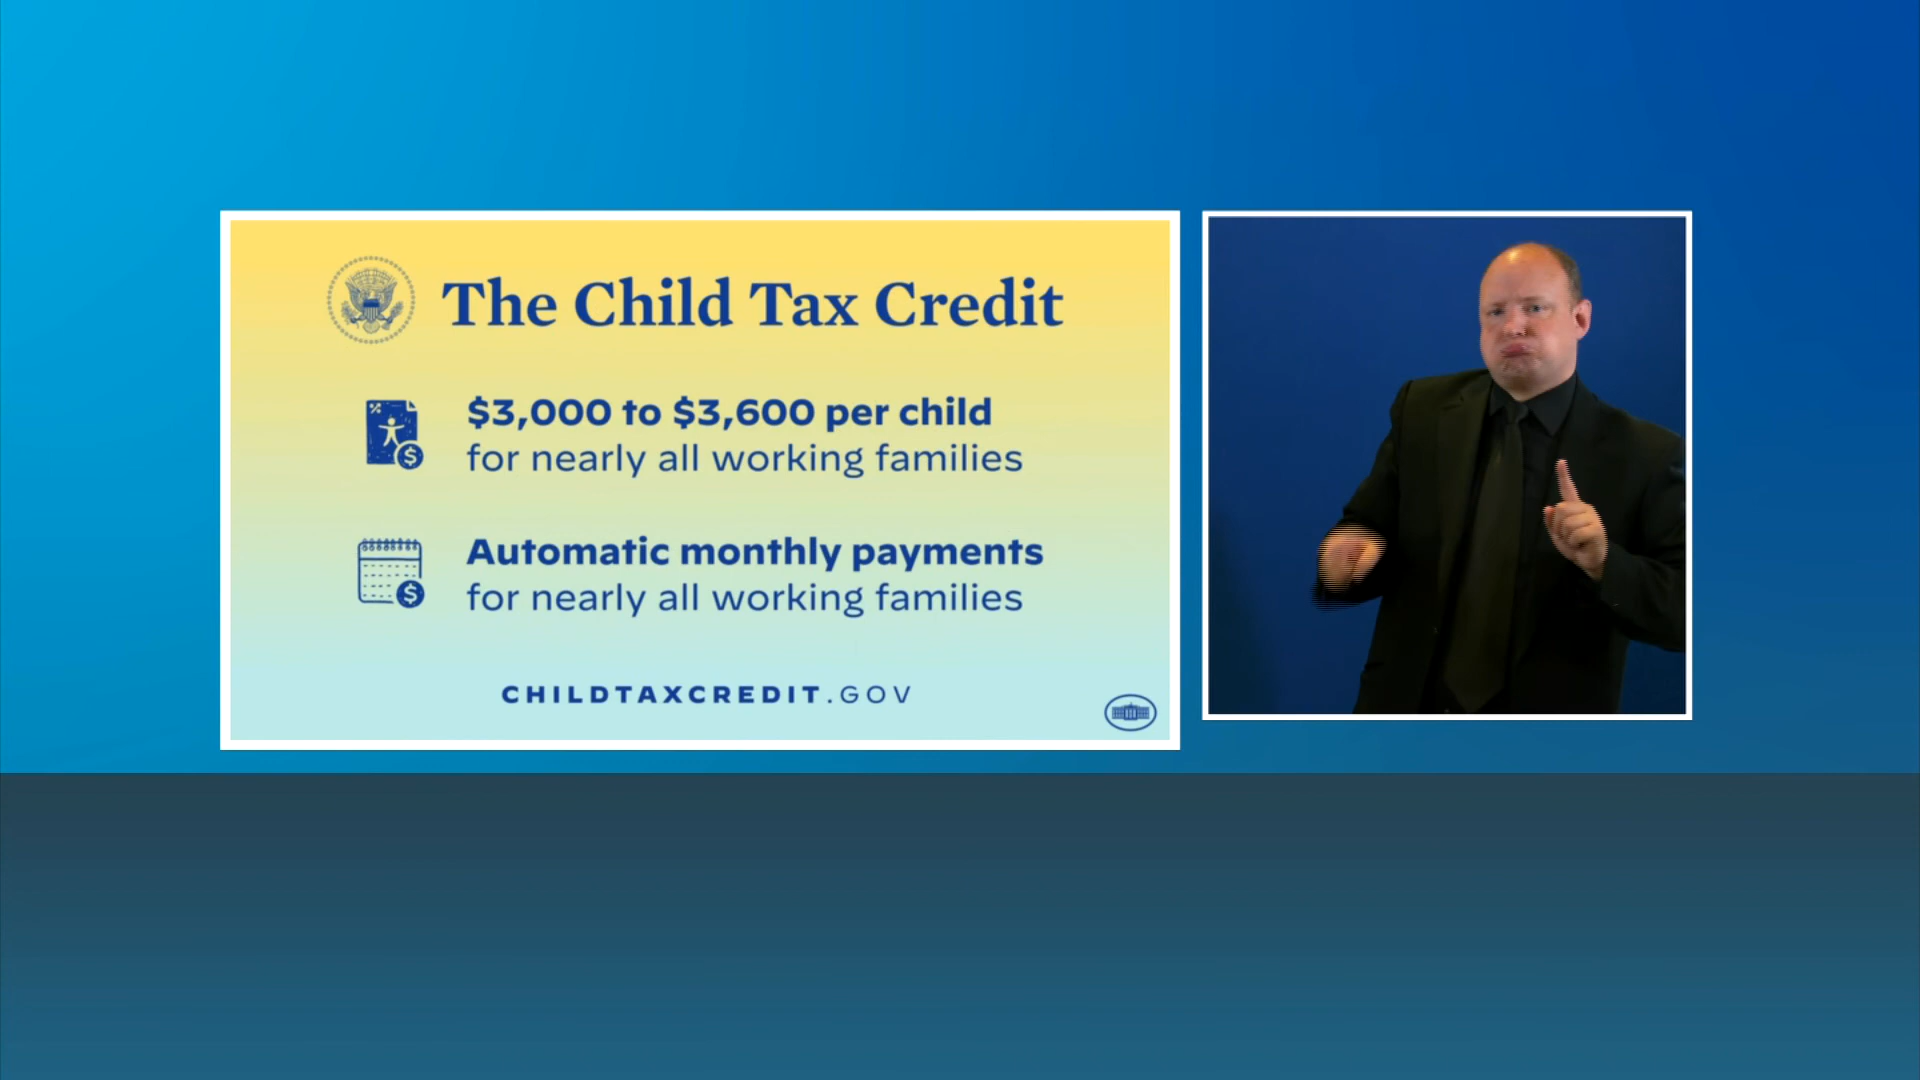 The Child Tax Credit
$3,000 to $3,600 per child
for nearly all working families
Automatic monthly payments
for nearly all working families
CHILDTAXCREDIT.GOV